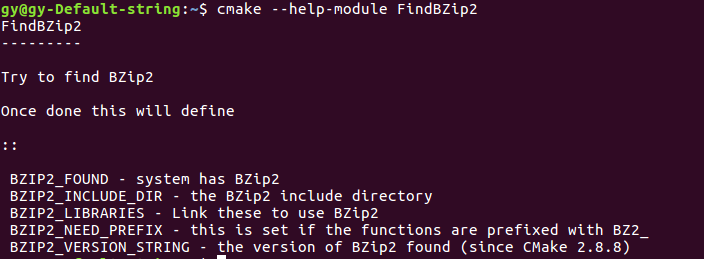 gy@gy-Default-string:~$ cmake --help-module FindBZip2
FindBZip2
---------
Try to find BZip2
Once done this will define
::
BZIP2_FOUND - system has BZip2
BZIP2_INCLUDE_DIR - the BZip2 include directory
BZIP2_LIBRARIES - Link these to use BZip2
BZIP2_NEED_PREFIX - this is set if the functions are prefixed with BZ2_
BZIP2_VERSION_STRING - the version of BZip2 found (since CMake 2.8.8)